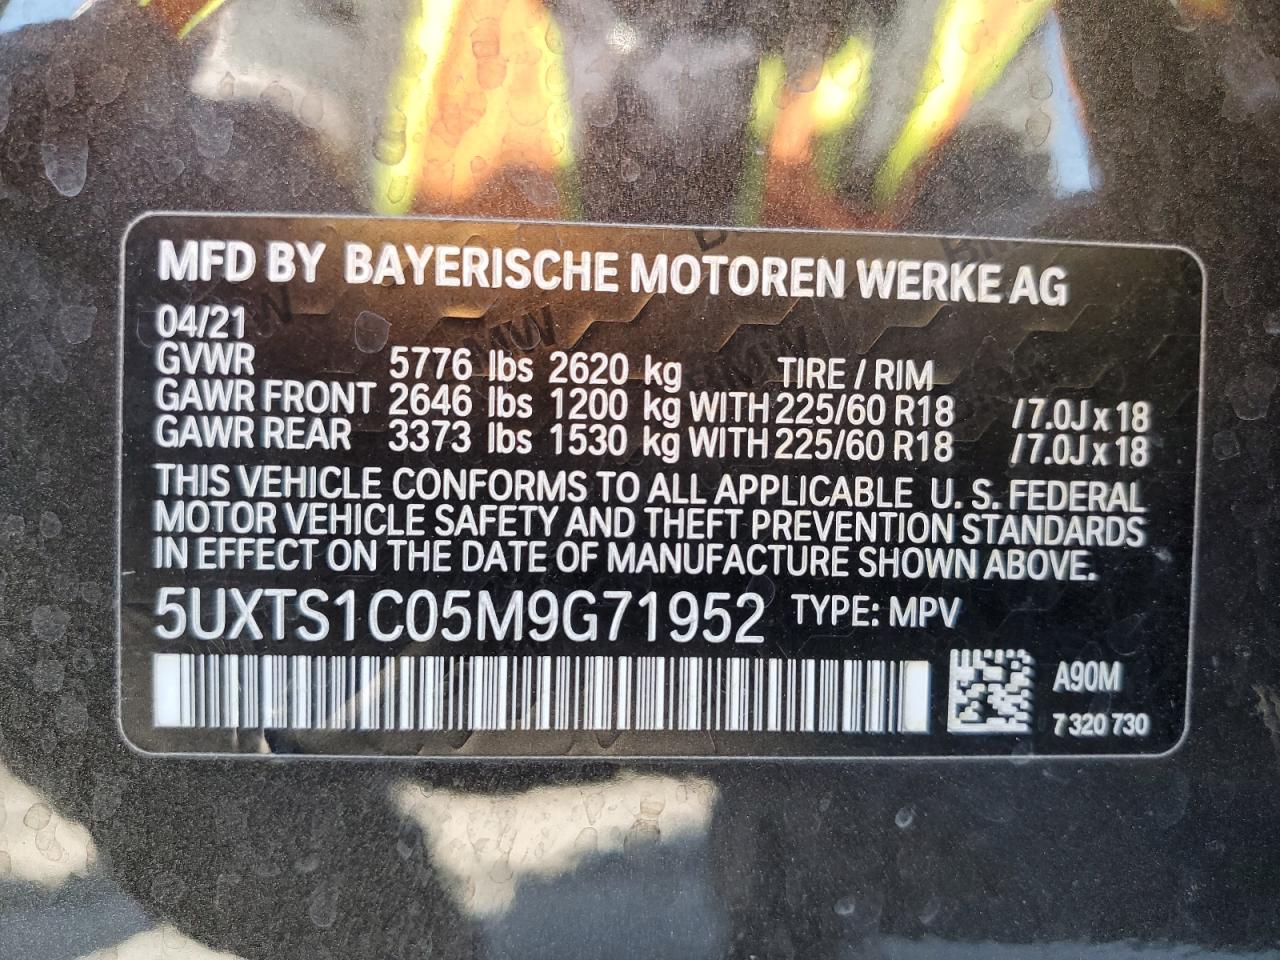 MFD BY BAYERISCHE MOTOREN WERKE AG
04/21
GVWR 5776 lbs 2620 kg TIRE / RIM
GAWR FRONT 2646 lbs 1200 kg WITH 225/60 R18 / 7.0J x 18
GAWR REAR 3373 lbs 1530 kg WITH 225/60 R18 / 7.0J x 18
THIS VEHICLE CONFORMS TO ALL APPLICABLE U. S. FEDERAL
MOTOR VEHICLE SAFETY AND THEFT PREVENTION STANDARDS
IN EFFECT ON THE DATE OF MANUFACTURE SHOWN ABOVE.
5UXTS1C05M9G71952 TYPE: MPV
A90M
7 320 730